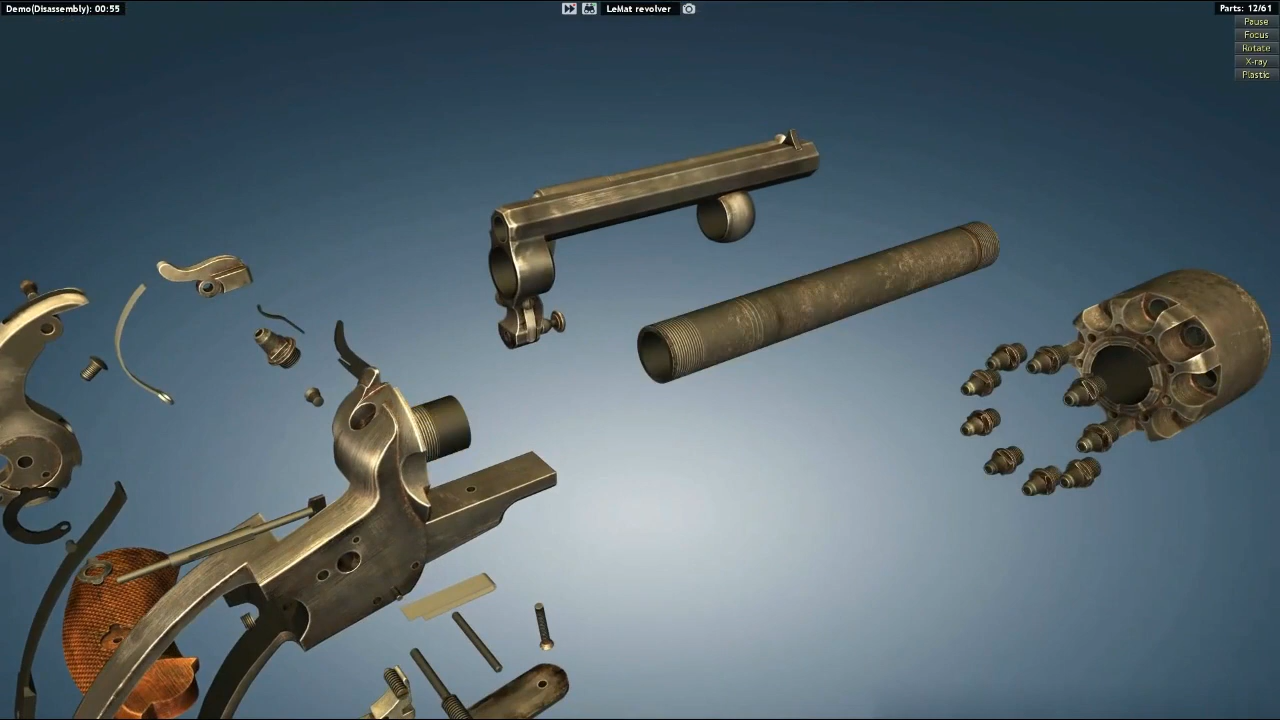 Demo(Disassembly): 00:55
LeMat revolver
Parts: 12/61
Pause
Focus
Rotate
X-ray
Plastic